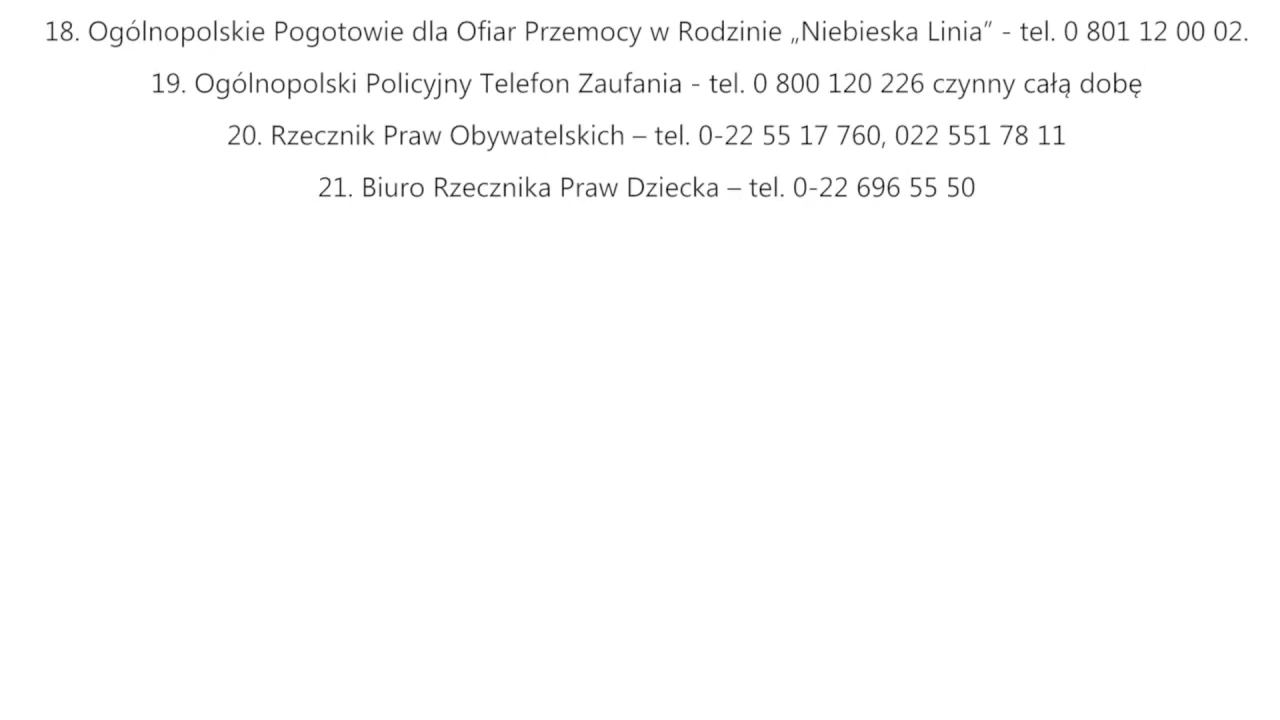 18. Ogólnopolskie Pogotowie dla Ofiar Przemocy w Rodzinie „Niebieska Linia” - tel. 0 801 12 00 02.
19. Ogólnopolski Policyjny Telefon Zaufania - tel. 0 800 120 226 czynny całą dobę
20. Rzecznik Praw Obywatelskich – tel. 0-22 55 17 760, 022 551 78 11
21. Biuro Rzecznika Praw Dziecka – tel. 0-22 696 55 50